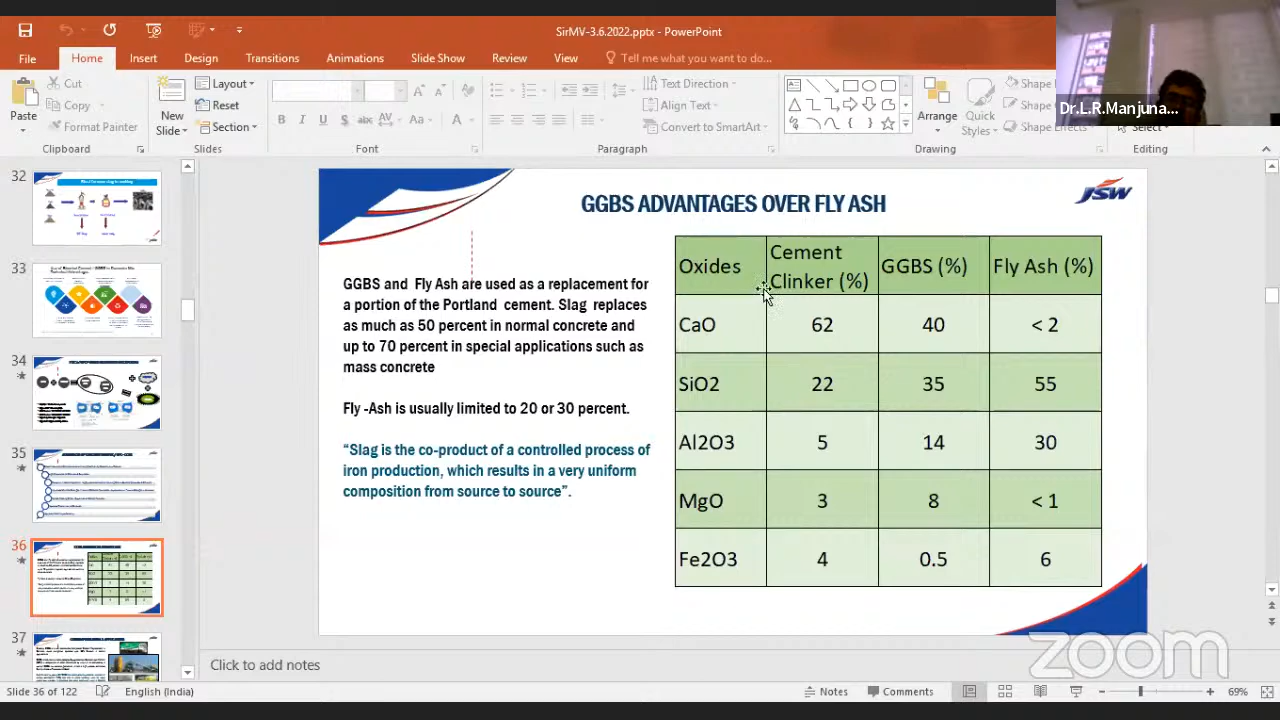 SirMV-3.6.2022.pptx - PowerPoint
File Home Insert Design Transitions Animations Slide Show Review View Tell me what you want to do...
Dr.L.R.Manjuna...
Cut
Copy
Format Painter
Paste
Clipboard
New
Slide
Layout
Reset
Section
Slides
Font
Text Direction
Align Text
Convert to SmartArt
Paragraph
Arrange
Quick
Styles
Shape Effects
Drawing
Select
Editing
32
33
34
35
36
37
GGBS ADVANTAGES OVER FLY ASH
JSW
GGBS and Fly Ash are used as a replacement for
a portion of the Portland cement. Slag replaces
as much as 50 percent in normal concrete and
up to 70 percent in special applications such as
mass concrete
Fly -Ash is usually limited to 20 or 30 percent.
“Slag is the co-product of a controlled process of
iron production, which results in a very uniform
composition from source to source”.
Oxides Cement Clinker (%) GGBS (%) Fly Ash (%)
CaO 62 40 < 2
SiO2 22 35 55
Al2O3 5 14 30
MgO 3 8 < 1
Fe2O3 4 0.5 6
zoom
Click to add notes
Slide 36 of 122 English (India) Notes Comments 69%